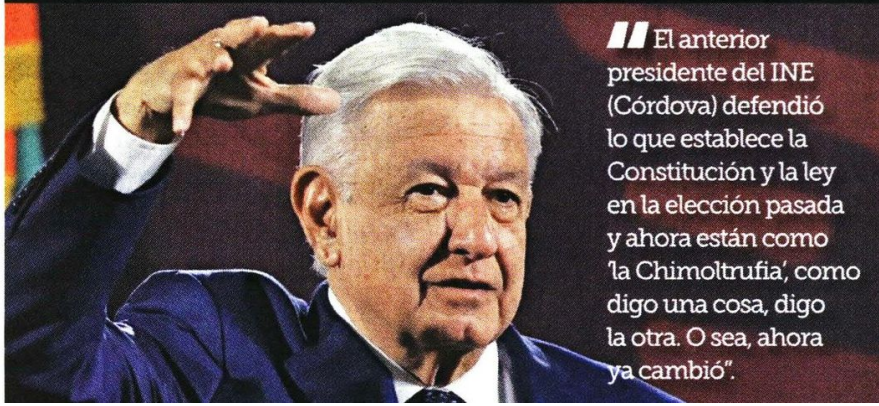 " El anterior
presidente del INE
(Córdova) defendió
lo que establece la
Constitución y la ley
en la elección pasada
y ahora están como
‘la Chimoltrufia’, como
digo una cosa, digo
la otra. O sea, ahora
ya cambió”.